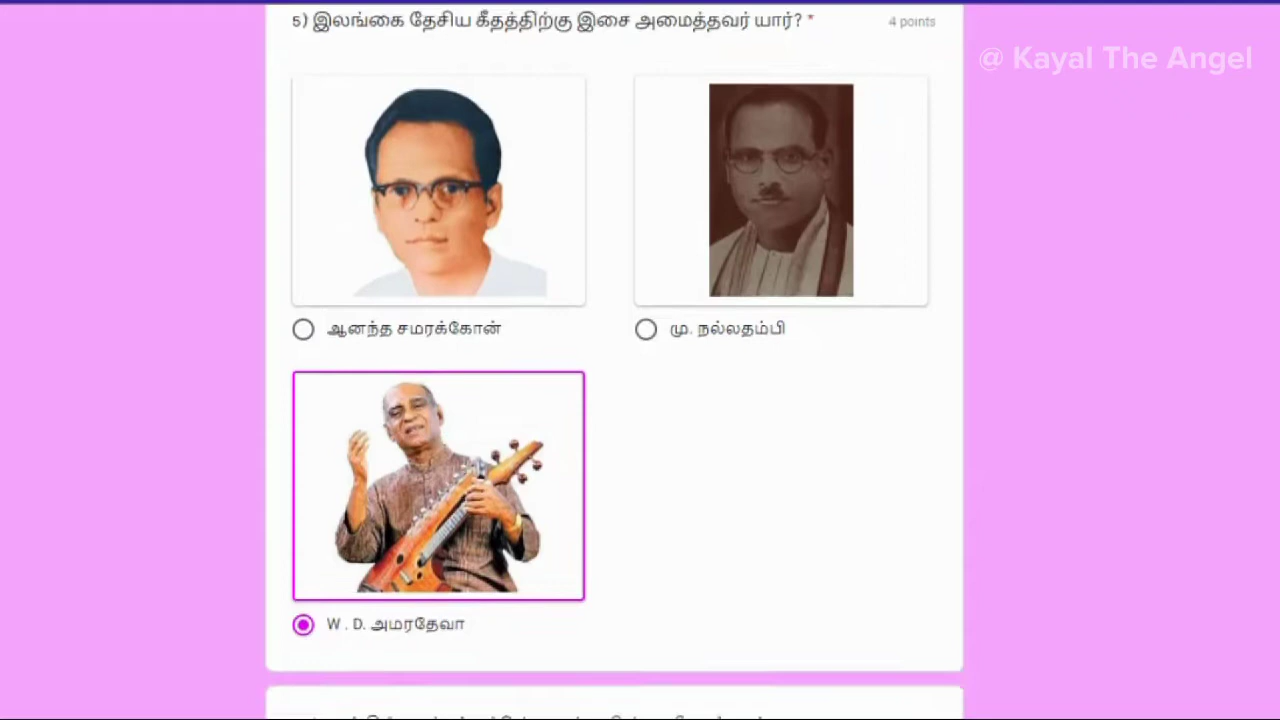 5) இலங்கை தேசிய கீதத்திற்கு இசை அமைத்தவர் யார்? *
4 points
@ Kayal The Angel
ஆனந்த சமரக்கோன்
மு. நல்லதம்பி
W . D. அமரதேவா